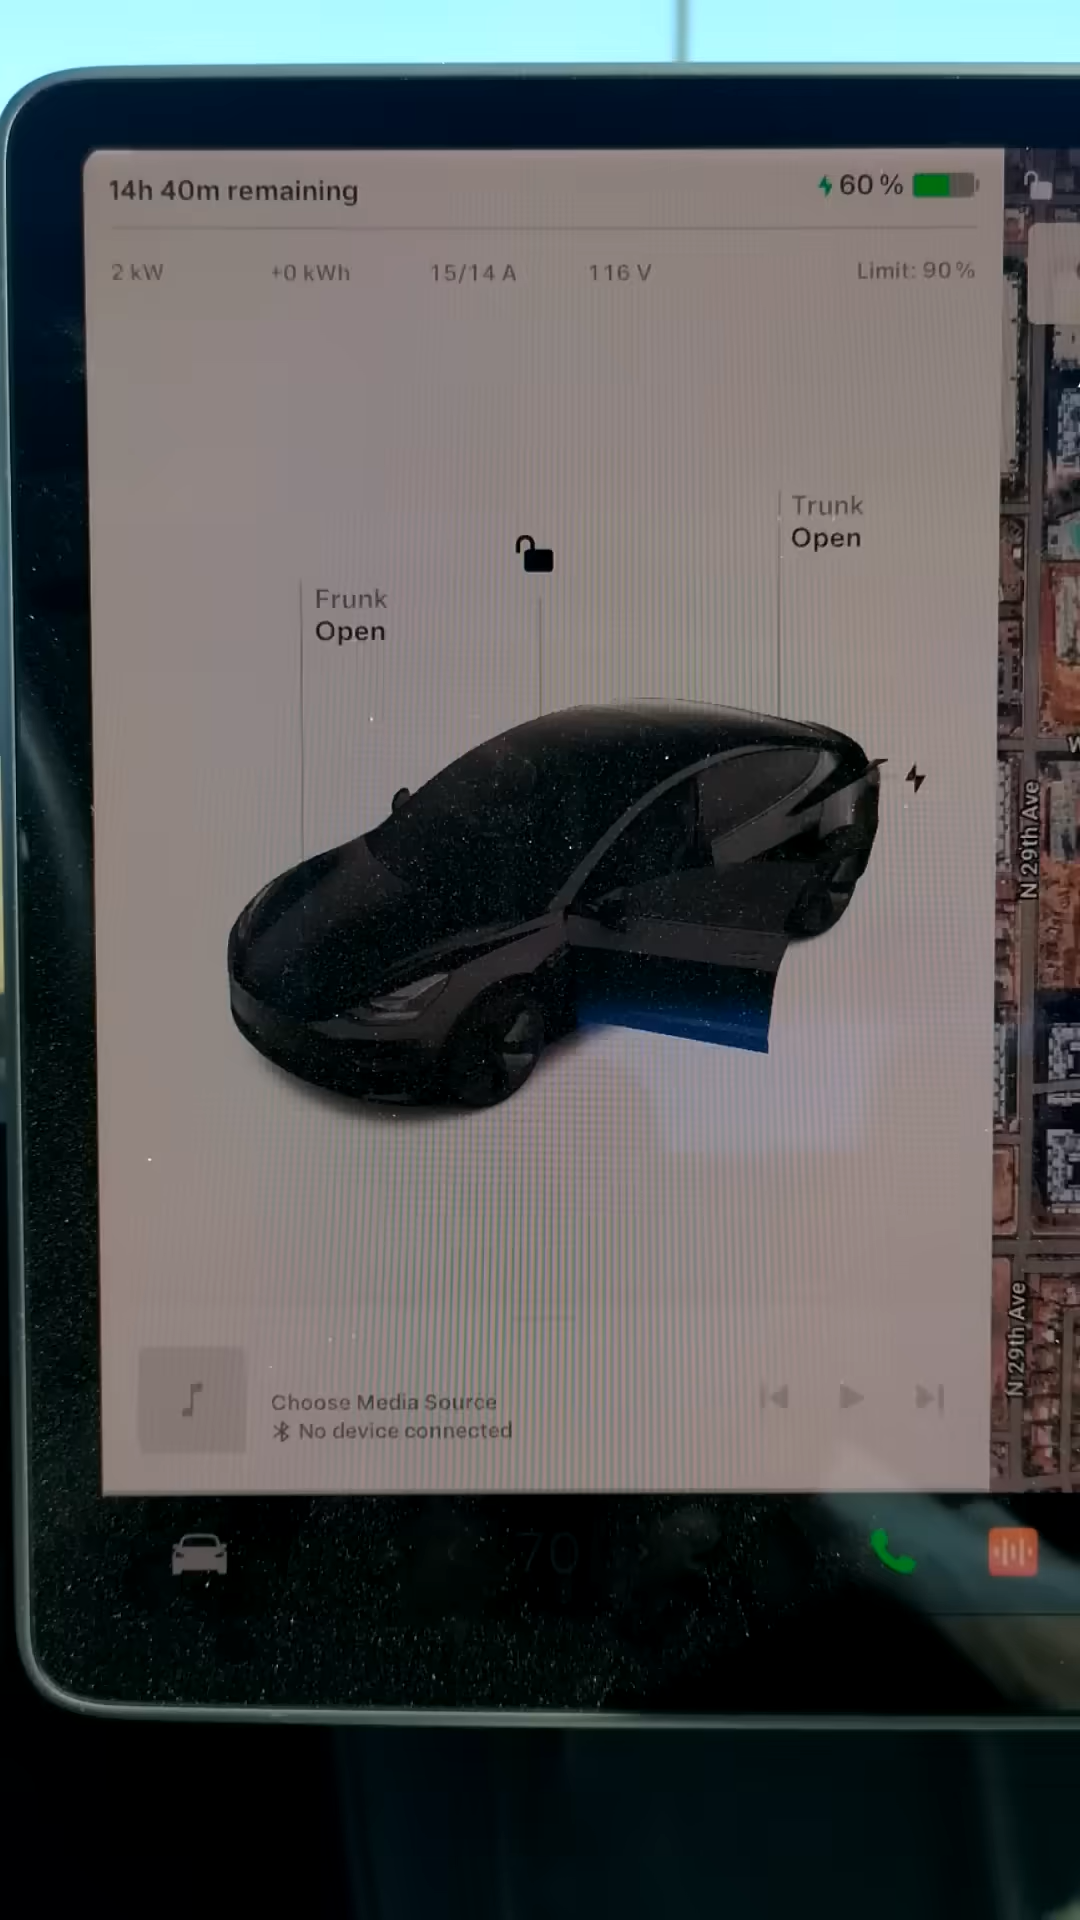 14h 40m remaining
60 %
2 kW
+0 kWh
15/14 A
116 V
Limit: 90 %
Trunk
Open
Frunk
Open
N 29th Ave
N 29th Ave
Choose Media Source
No device connected
70